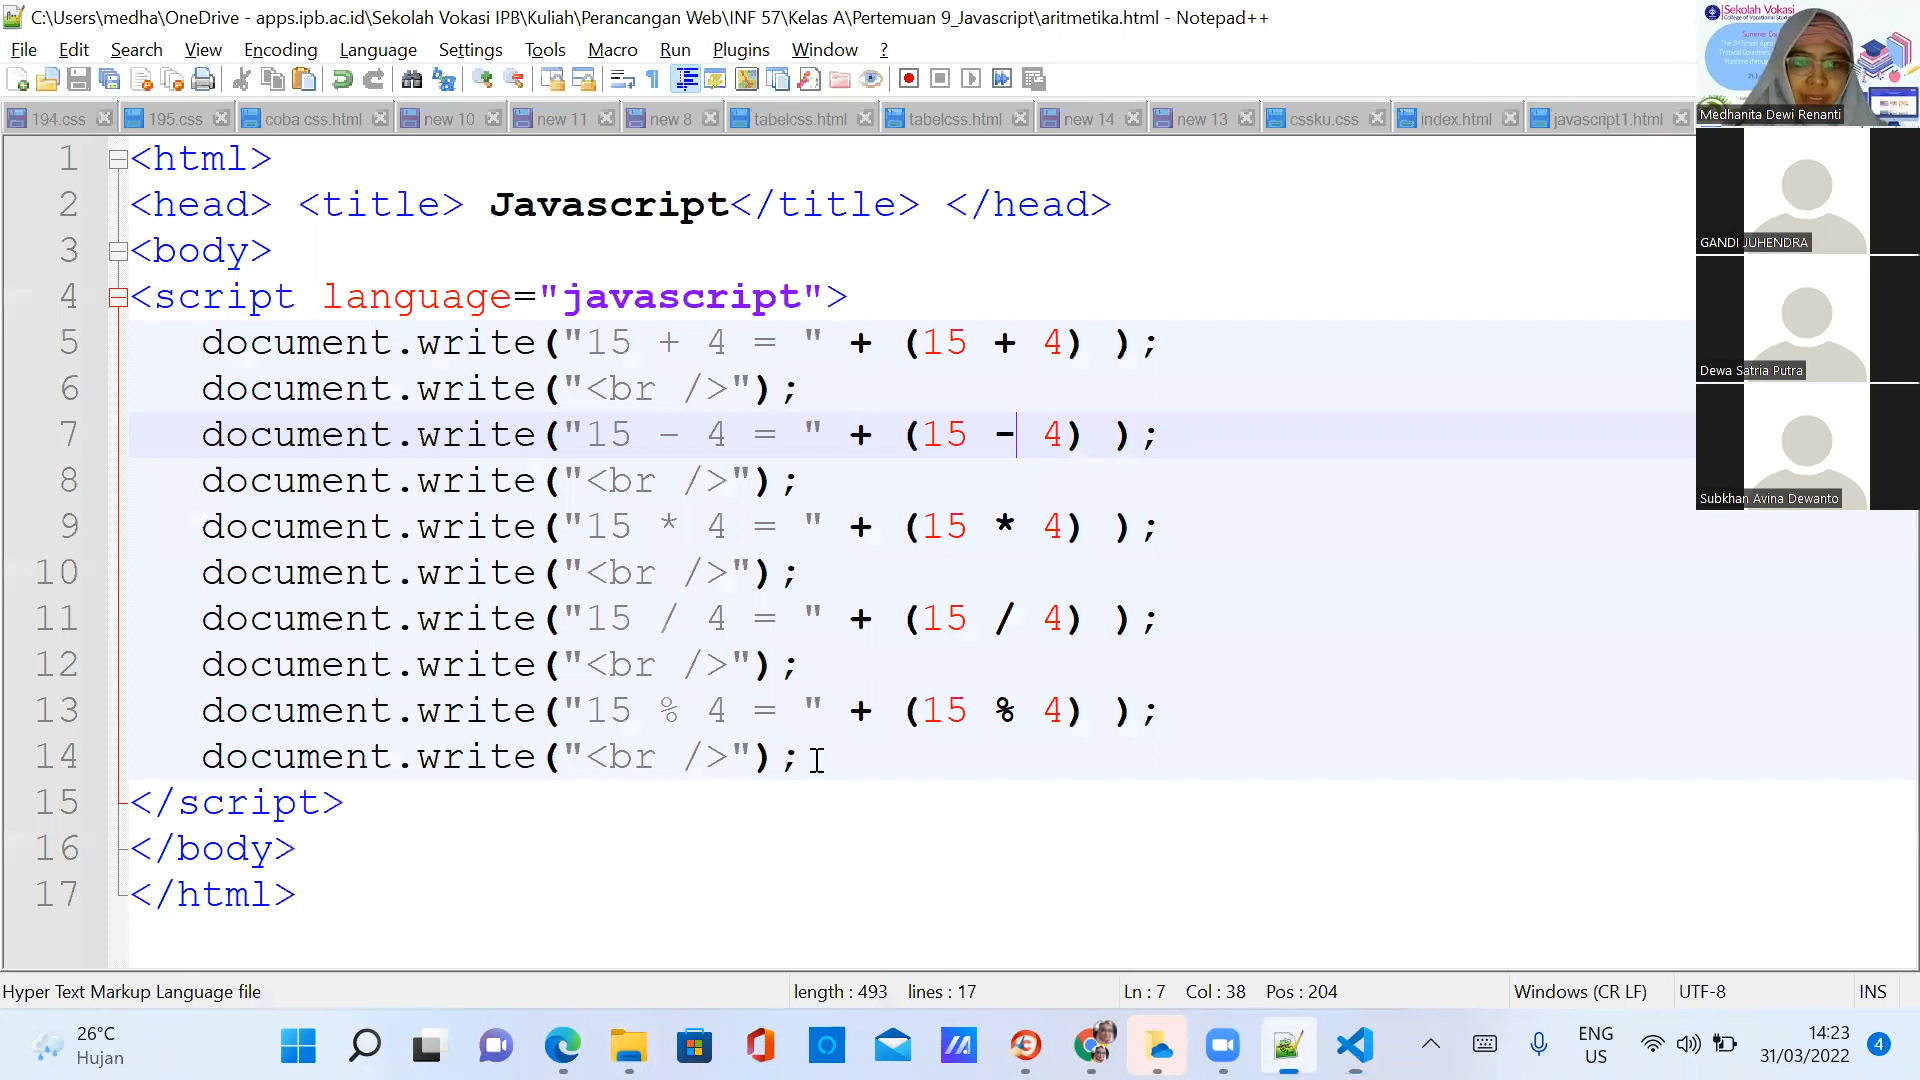 C:\Users\medha\OneDrive - apps.ipb.ac.id\Sekolah Vokasi IPB\Kuliah\Perancangan Web\INF 57\Kelas A\Pertemuan 9_Javascript\aritmetika.html - Notepad++
File Edit Search View Encoding Language Settings Tools Macro Run Plugins Window ?
194.css 195.css coba css.html new 10 new 11 new 8 tabelcss.html tabelcss.html new 14 new 13 cssku.css index.html javascript1.html
Sekolah Vokasi
College of Vocational
Medhanita Dewi Renanti
GANDI JUHENDRA
Dewa Satria Putra
Subkhan Avina Dewanto
1 <html>
2 <head> <title> Javascript</title> </head>
3 <body>
4 <script language="javascript">
5 document.write("15 + 4 = " + (15 + 4) );
6 document.write("<br />");
7 document.write("15 - 4 = " + (15 - 4) );
8 document.write("<br />");
9 document.write("15 * 4 = " + (15 * 4) );
10 document.write("<br />");
11 document.write("15 / 4 = " + (15 / 4) );
12 document.write("<br />");
13 document.write("15 % 4 = " + (15 % 4) );
14 document.write("<br />");
15 </script>
16 </body>
17 </html>
Hyper Text Markup Language file length : 493 lines : 17 Ln : 7 Col : 38 Pos : 204 Windows (CR LF) UTF-8 INS
26°C
Hujan
ENG
US
14:23
31/03/2022
4